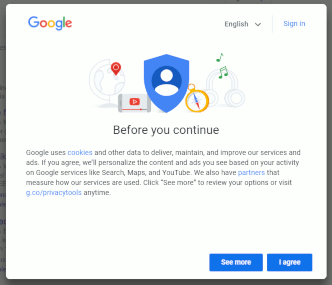 Google
English
Sign in
Before you continue
Google uses cookies and other data to deliver, maintain, and improve our services and
ads. If you agree, we'll personalize the content and ads you see based on your activity
on Google services like Search, Maps, and YouTube. We also have partners that
measure how our services are used. Click "See more" to review your options or visit
g.co/privacytools anytime.
See more
I agree